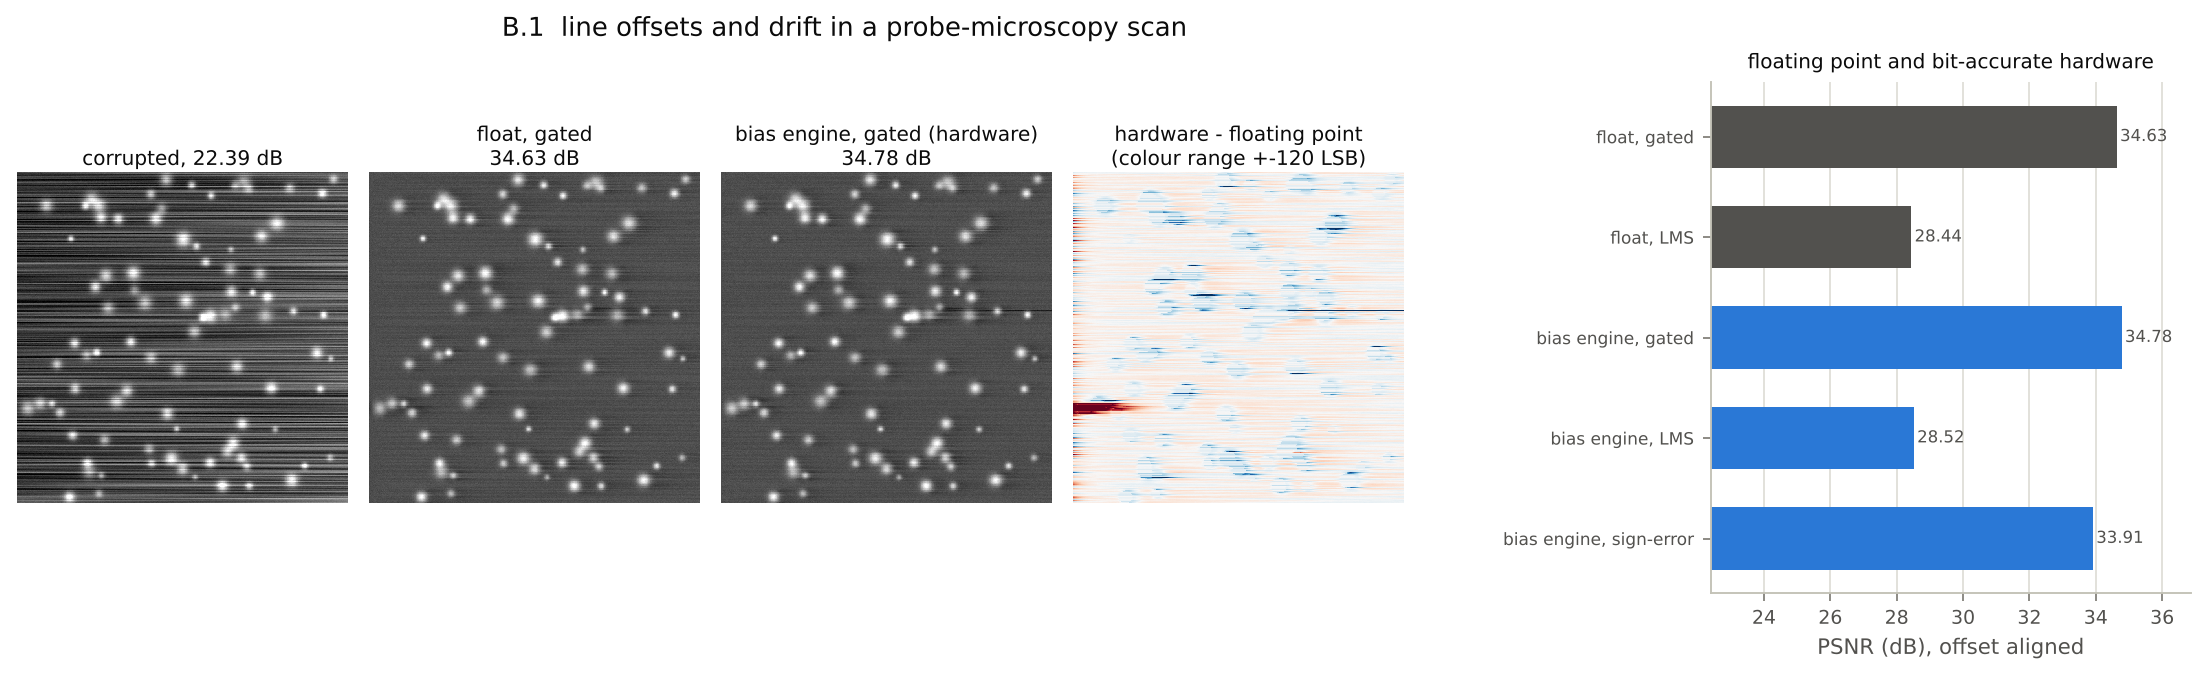 B.1  line offsets and drift in a probe-microscopy scan
corrupted, 22.39 dB
float, gated
34.63 dB
bias engine, gated (hardware)
34.78 dB
hardware - floating point
(colour range +-120 LSB)
floating point and bit-accurate hardware
float, gated
34.63
float, LMS
28.44
bias engine, gated
34.78
bias engine, LMS
28.52
bias engine, sign-error
33.91
24 26 28 30 32 34 36
PSNR (dB), offset aligned